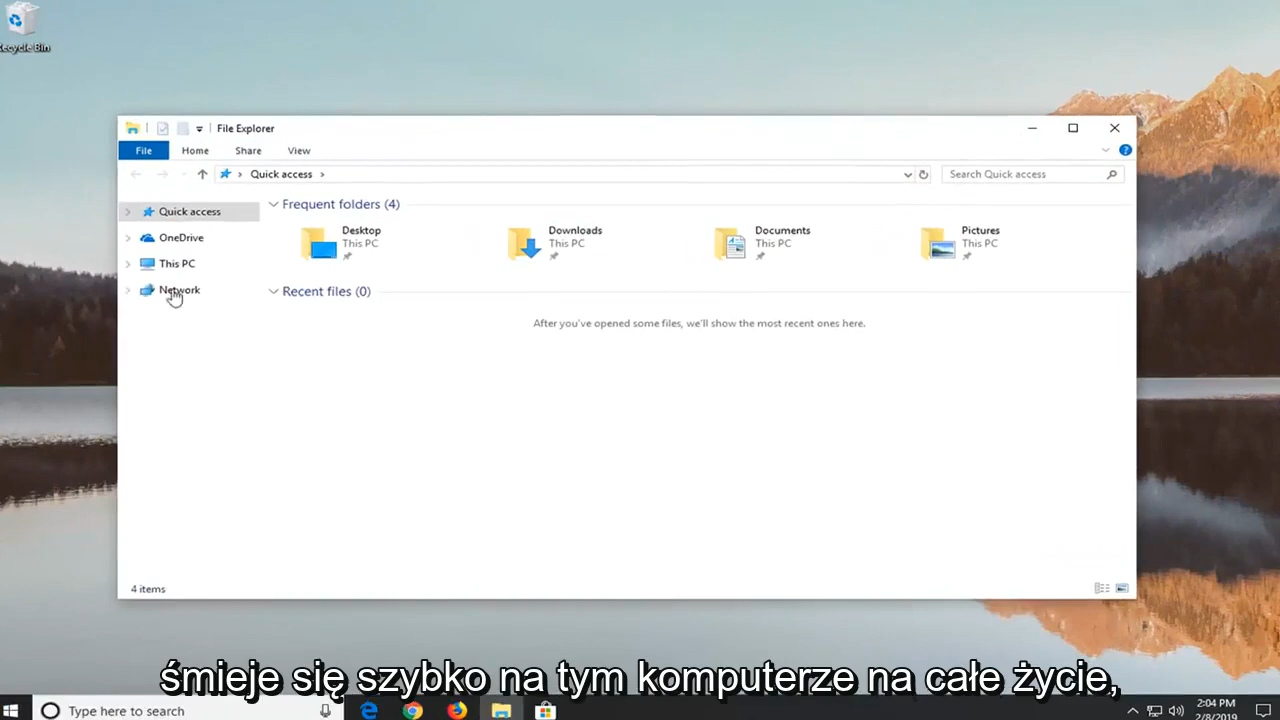 Recycle Bin
File Explorer
File Home Share View
Quick access
Search Quick access
Quick access
OneDrive
This PC
Network
Frequent folders (4)
Desktop
This PC
Downloads
This PC
Documents
This PC
Pictures
This PC
Recent files (0)
After you've opened some files, we'll show the most recent ones here.
4 items
śmieje się szybko na tym komputerze na całe życie,
Type here to search
2:04 PM
2/8/2019